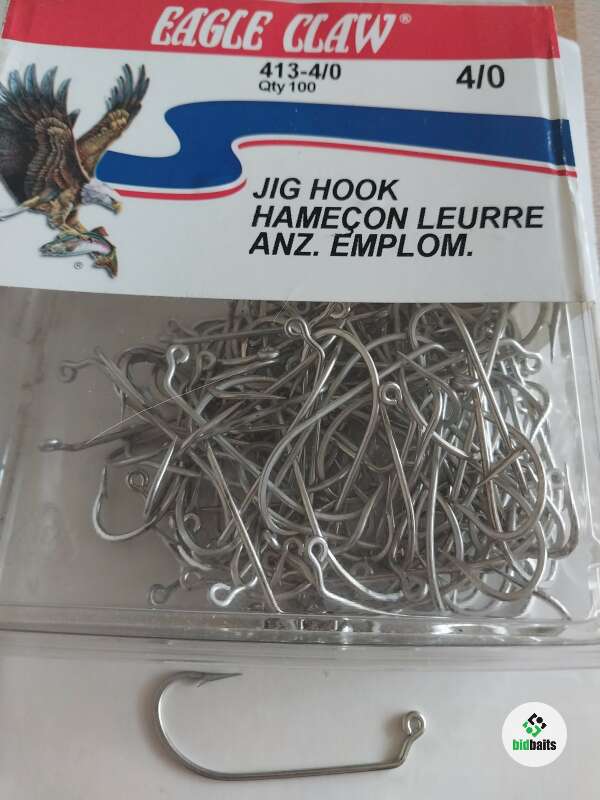 EAGLE CLAW®
413-4/0
Qty 100
4/0
JIG HOOK
HAMEÇON LEURRE
ANZ. EMPLOM.
®
bidbaits